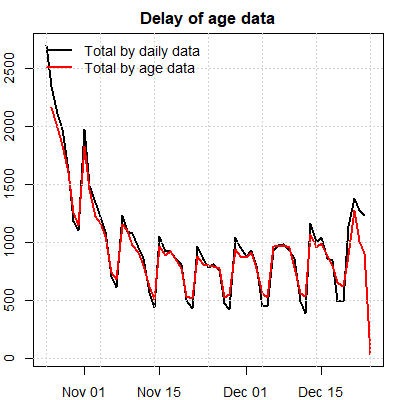 Delay of age data
Total by daily data
Total by age data
2500
2000
1500
1000
500
0
Nov 01 Nov 15 Dec 01 Dec 15